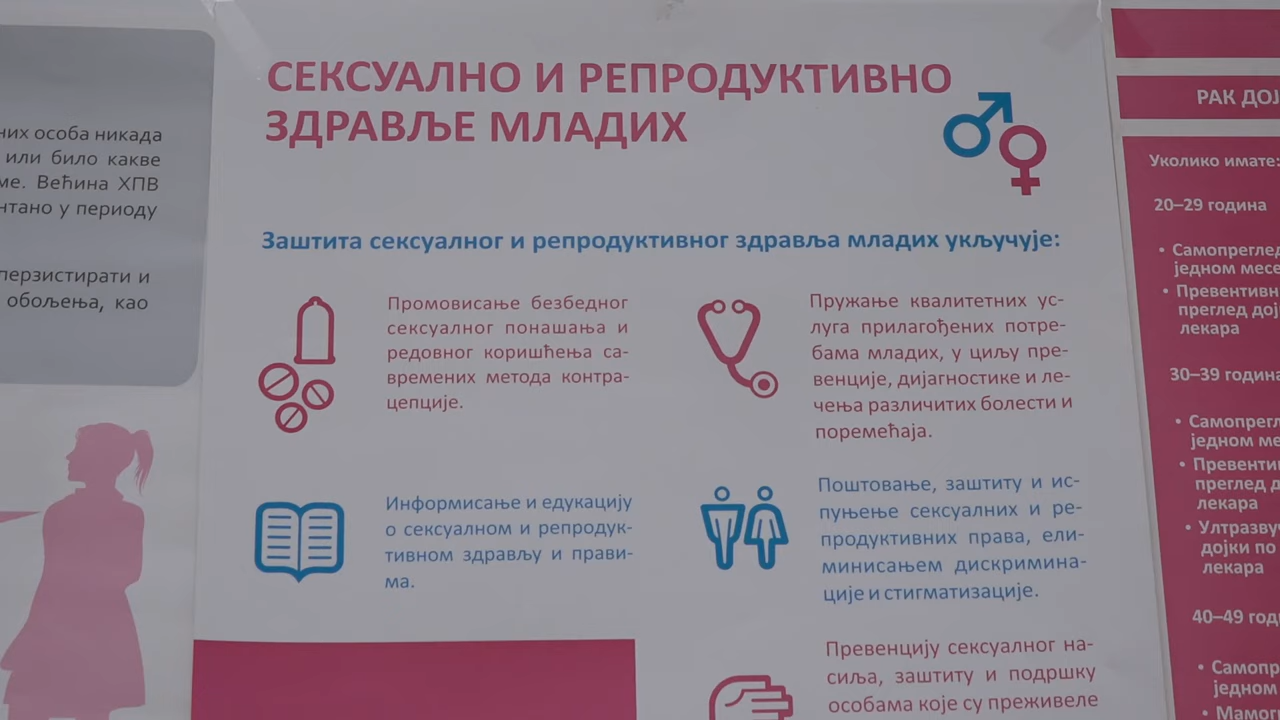 них особа никада
или било какве
ме. Већина ХПВ
нтано у периоду
перзистирати и
обољења, као
СЕКСУАЛНО И РЕПРОДУКТИВНО
ЗДРАВЉЕ МЛАДИХ
Заштита сексуалног и репродуктивног здравља младих укључује:
Промовисање безбедног
сексуалног понашања и
редовног коришћења са-
времених метода контра-
цепције.
Информисање и едукацију
о сексуалном и репродук-
тивном здрављу и прави-
ма.
Пружање квалитетних ус-
луга прилагођених потре-
бама младих, у циљу пре-
венције, дијагностике и ле-
чења различитих болести и
поремећаја.
Поштовање, заштиту и ис-
пуњење сексуалних и ре-
продуктивних права, ели-
минисањем дискримина-
ције и стигматизације.
Превенцију сексуалног на-
сиља, заштиту и подршку
особама које су преживеле
РАК ДОЈ
Уколико имате:
20–29 година
• Самопреглед
једном месе
• Превентивн
преглед дој
лекара
30–39 година
• Самопрегл
једном ме
• Превенти
преглед д
лекара
• Ултразву
дојки по
лекара
40–49 год
• Самопр
једном
• Мамог